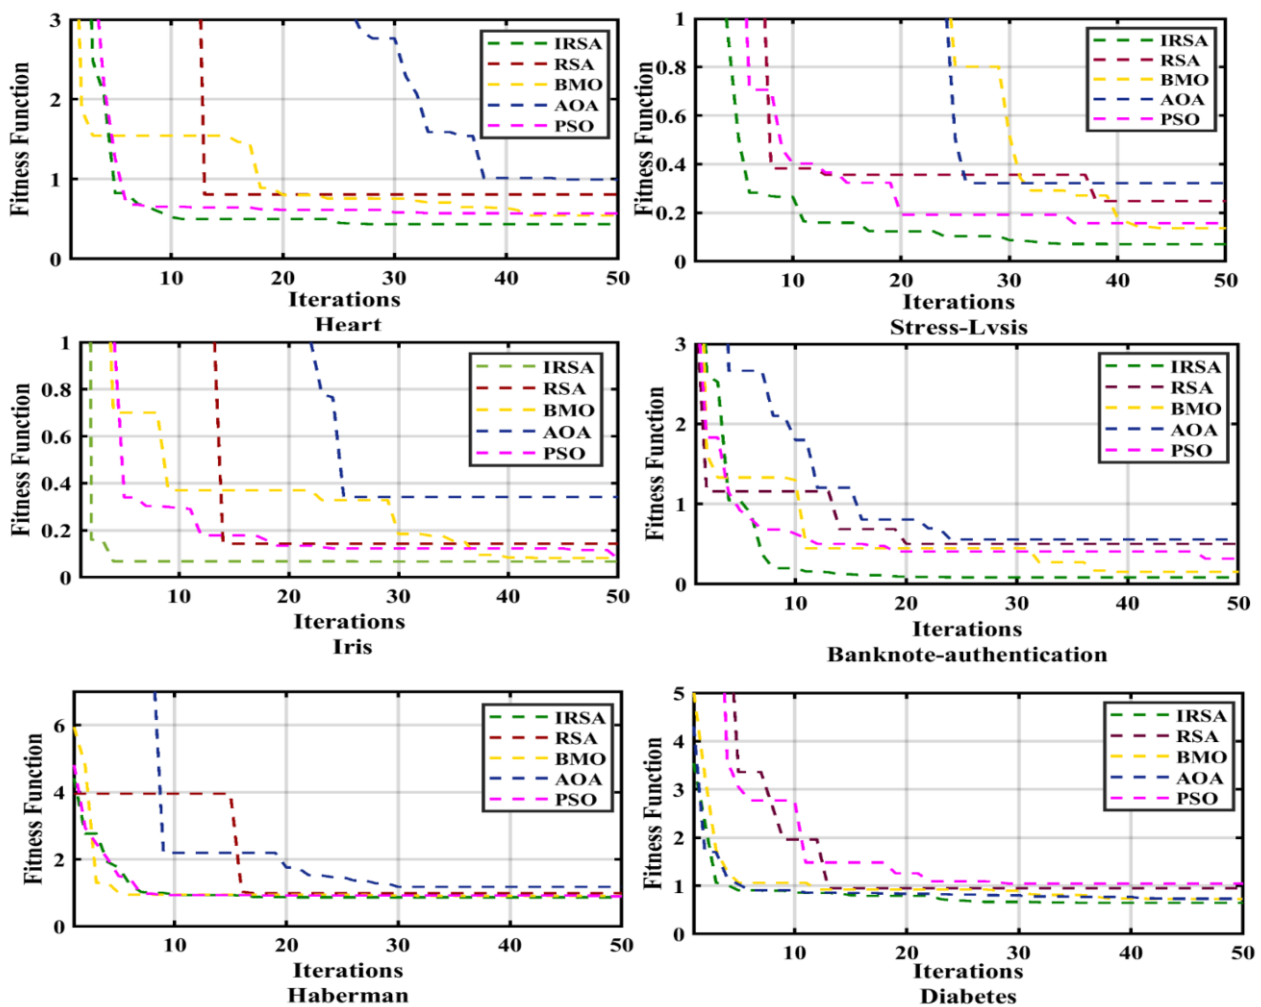 Fitness Function
3
2
1
0
10
20
30
40
50
IRSA
RSA
BMO
AOA
PSO
Iterations
Heart
Fitness Function
1
0.8
0.6
0.4
0.2
0
10
20
30
40
50
IRSA
RSA
BMO
AOA
PSO
Iterations
Stress-Lvsis
Fitness Function
1
0.8
0.6
0.4
0.2
0
10
20
30
40
50
IRSA
RSA
BMO
AOA
PSO
Iterations
Iris
Fitness Function
3
2
1
0
10
20
30
40
50
IRSA
RSA
BMO
AOA
PSO
Iterations
Banknote-authentication
Fitness Function
6
4
2
0
10
20
30
40
50
IRSA
RSA
BMO
AOA
PSO
Iterations
Haberman
Fitness Function
5
4
3
2
1
0
10
20
30
40
50
IRSA
RSA
BMO
AOA
PSO
Iterations
Diabetes